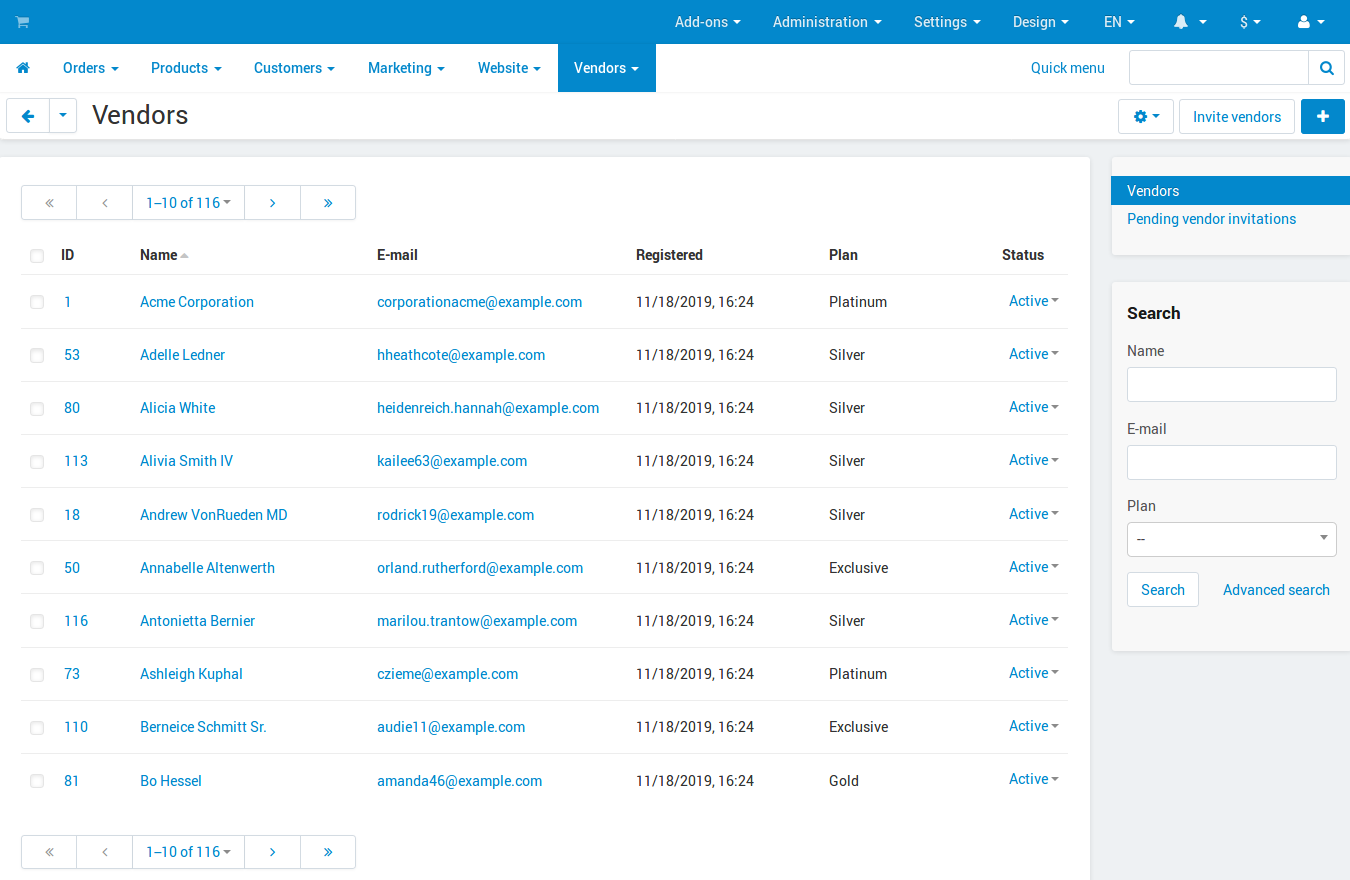 Add-ons Administration Settings Design EN $
Orders Products Customers Marketing Website Vendors Quick menu
Vendors Invite vendors
« ‹ 1–10 of 116 › »
ID Name E-mail Registered Plan Status
1 Acme Corporation corporationacme@example.com 11/18/2019, 16:24 Platinum Active
53 Adelle Ledner hheathcote@example.com 11/18/2019, 16:24 Silver Active
80 Alicia White heidenreich.hannah@example.com 11/18/2019, 16:24 Silver Active
113 Alivia Smith IV kailee63@example.com 11/18/2019, 16:24 Silver Active
18 Andrew VonRueden MD rodrick19@example.com 11/18/2019, 16:24 Silver Active
50 Annabelle Altenwerth orland.rutherford@example.com 11/18/2019, 16:24 Exclusive Active
116 Antonietta Bernier marilou.trantow@example.com 11/18/2019, 16:24 Silver Active
73 Ashleigh Kuphal czieme@example.com 11/18/2019, 16:24 Platinum Active
110 Berneice Schmitt Sr. audie11@example.com 11/18/2019, 16:24 Exclusive Active
81 Bo Hessel amanda46@example.com 11/18/2019, 16:24 Gold Active
« ‹ 1–10 of 116 › »
Vendors
Pending vendor invitations
Search
Name
E-mail
Plan
--
Search Advanced search